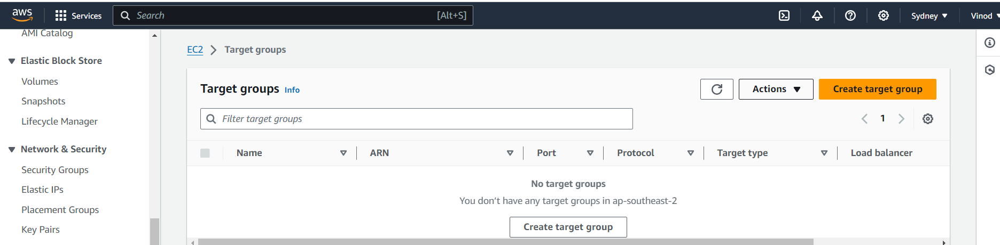 aws
Services
Search
[Alt+S]
Sydney
Vinod
AMI Catalog
Elastic Block Store
Volumes
Snapshots
Lifecycle Manager
Network & Security
Security Groups
Elastic IPs
Placement Groups
Key Pairs
EC2
Target groups
Target groups
Info
Actions
Create target group
Filter target groups
1
Name
ARN
Port
Protocol
Target type
Load balancer
No target groups
You don’t have any target groups in ap-southeast-2
Create target group